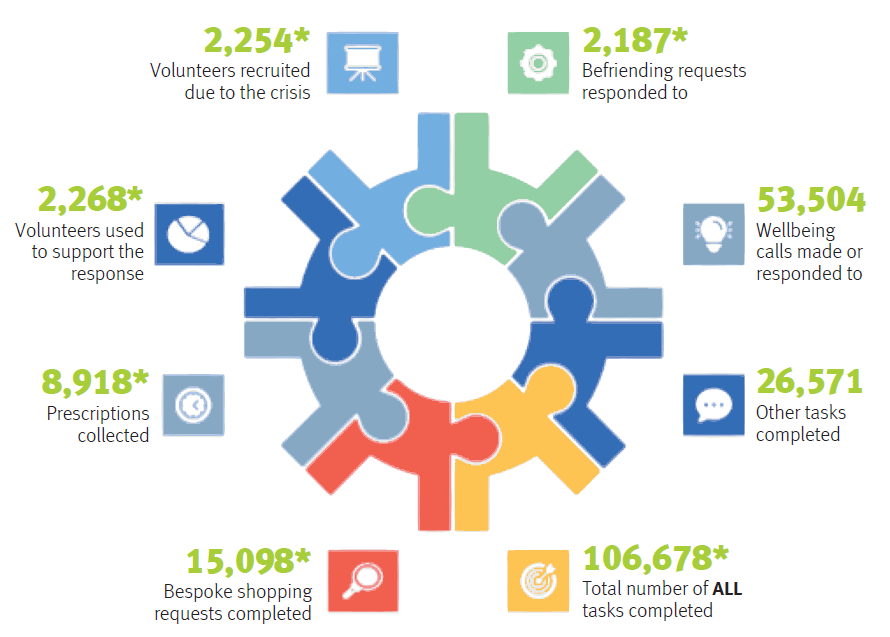 2,254*
Volunteers recruited
due to the crisis
2,187*
Befriending requests
responded to
2,268*
Volunteers used
to support the
response
53,504
Wellbeing
calls made or
responded to
8,918*
Prescriptions
collected
26,571
Other tasks
completed
15,098*
Bespoke shopping
requests completed
106,678*
Total number of ALL
tasks completed